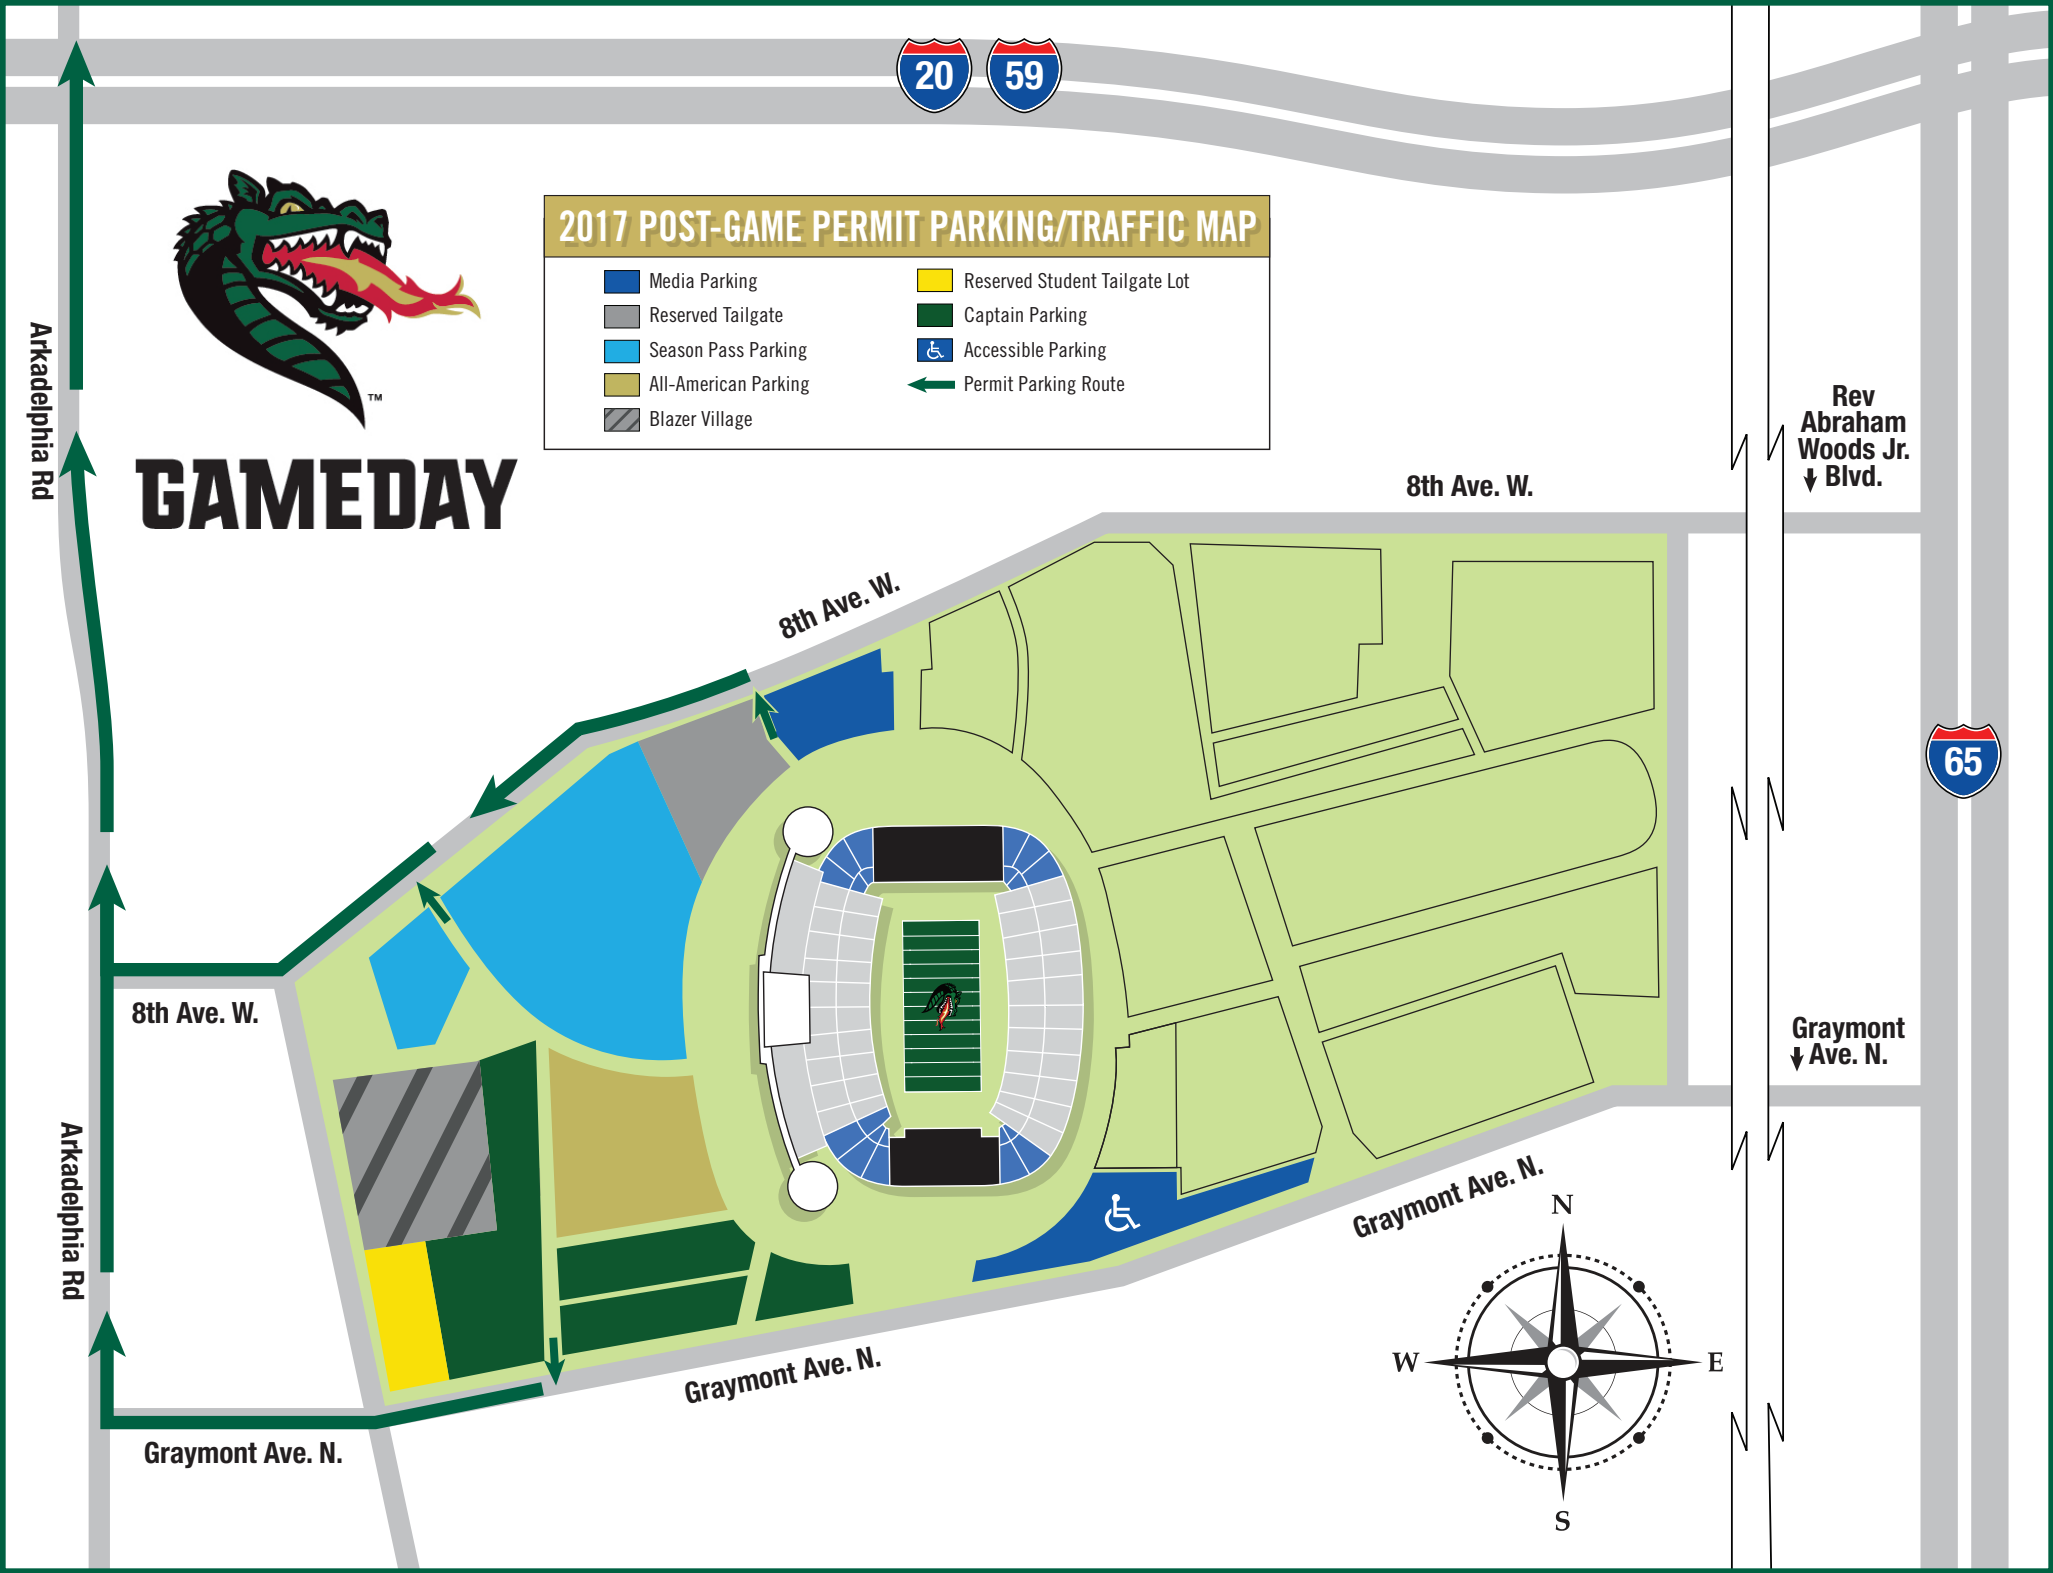 20
59
2017 POST-GAME PERMIT PARKING/TRAFFIC MAP
Media Parking
Reserved Tailgate
Season Pass Parking
All-American Parking
Blazer Village
Reserved Student Tailgate Lot
Captain Parking
Accessible Parking
Permit Parking Route
TM
GAMEDAY
Arkadelphia Rd
Rev
Abraham
Woods Jr.
Blvd.
8th Ave. W.
8th Ave. W.
65
8th Ave. W.
Graymont
Ave. N.
Arkadelphia Rd
Graymont Ave. N.
Graymont Ave. N.
Graymont Ave. N.
N
W
E
S